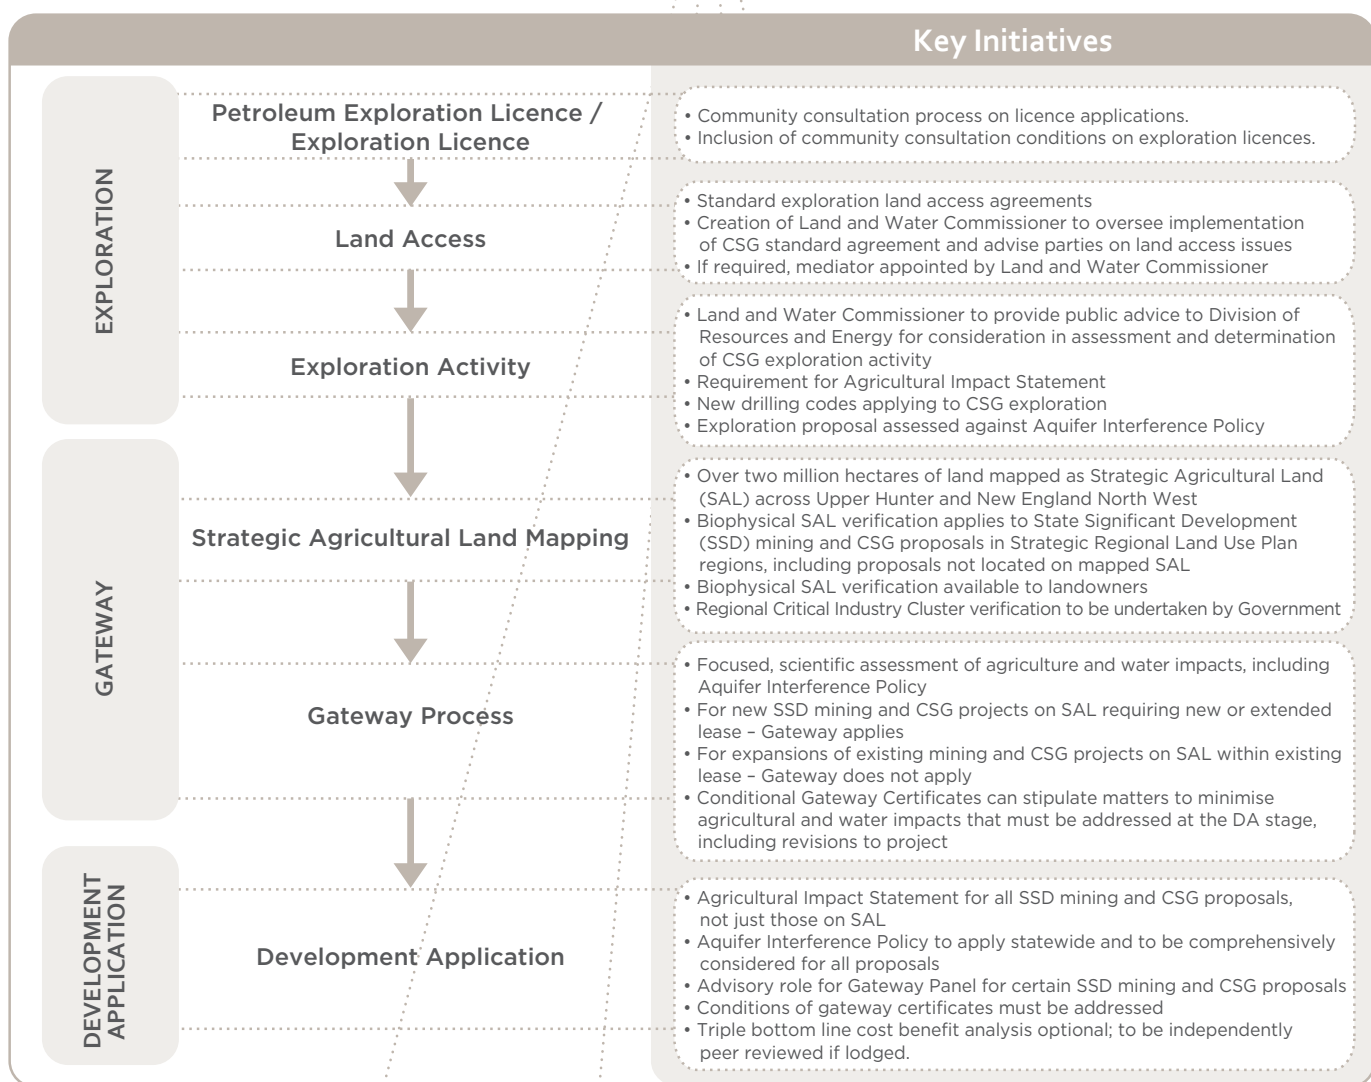 Key Initiatives
EXPLORATION
Petroleum Exploration Licence /
Exploration Licence
• Community consultation process on licence applications.
• Inclusion of community consultation conditions on exploration licences.
Land Access
• Standard exploration land access agreements
• Creation of Land and Water Commissioner to oversee implementation
of CSG standard agreement and advise parties on land access issues
• If required, mediator appointed by Land and Water Commissioner
Exploration Activity
• Land and Water Commissioner to provide public advice to Division of
Resources and Energy for consideration in assessment and determination
of CSG exploration activity
• Requirement for Agricultural Impact Statement
• New drilling codes applying to CSG exploration
• Exploration proposal assessed against Aquifer Interference Policy
GATEWAY
Strategic Agricultural Land Mapping
• Over two million hectares of land mapped as Strategic Agricultural Land
(SAL) across Upper Hunter and New England North West
• Biophysical SAL verification applies to State Significant Development
(SSD) mining and CSG proposals in Strategic Regional Land Use Plan
regions, including proposals not located on mapped SAL
• Biophysical SAL verification available to landowners
• Regional Critical Industry Cluster verification to be undertaken by Government
Gateway Process
• Focused, scientific assessment of agriculture and water impacts, including
Aquifer Interference Policy
• For new SSD mining and CSG projects on SAL requiring new or extended
lease – Gateway applies
• For expansions of existing mining and CSG projects on SAL within existing
lease – Gateway does not apply
• Conditional Gateway Certificates can stipulate matters to minimise
agricultural and water impacts that must be addressed at the DA stage,
including revisions to project
DEVELOPMENT
APPLICATION
Development Application
• Agricultural Impact Statement for all SSD mining and CSG proposals,
not just those on SAL
• Aquifer Interference Policy to apply statewide and to be comprehensively
considered for all proposals
• Advisory role for Gateway Panel for certain SSD mining and CSG proposals
• Conditions of gateway certificates must be addressed
• Triple bottom line cost benefit analysis optional; to be independently
peer reviewed if lodged.